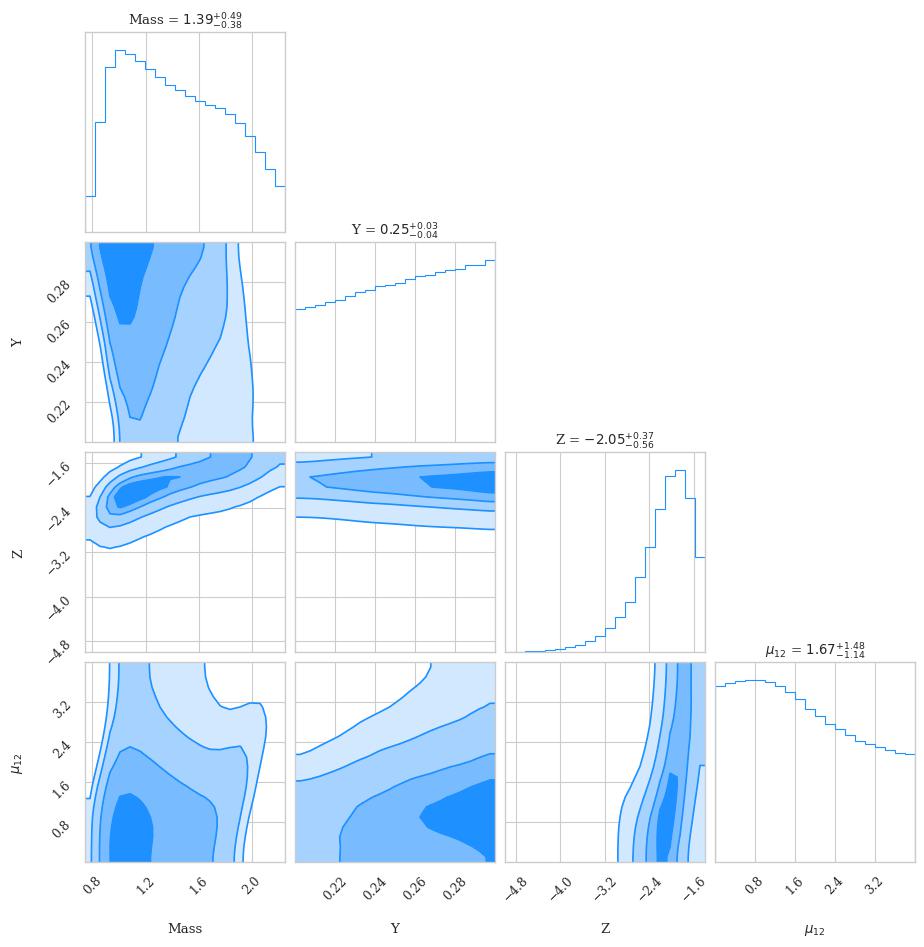 Mass = 1.39+0.49−0.38
Y = 0.25+0.03−0.04
0.28
0.26
Y
0.24
0.22
Z = −2.05+0.37−0.56
−1.6
−2.4
Z
−3.2
−4.0
−4.8
μ12 = 1.67+1.48−1.14
3.2
2.4
μ12
1.6
0.8
0.8 1.2 1.6 2.0 0.22 0.24 0.26 0.28 −4.8 −4.0 −3.2 −2.4 −1.6 0.8 1.6 2.4 3.2
Mass Y Z μ12